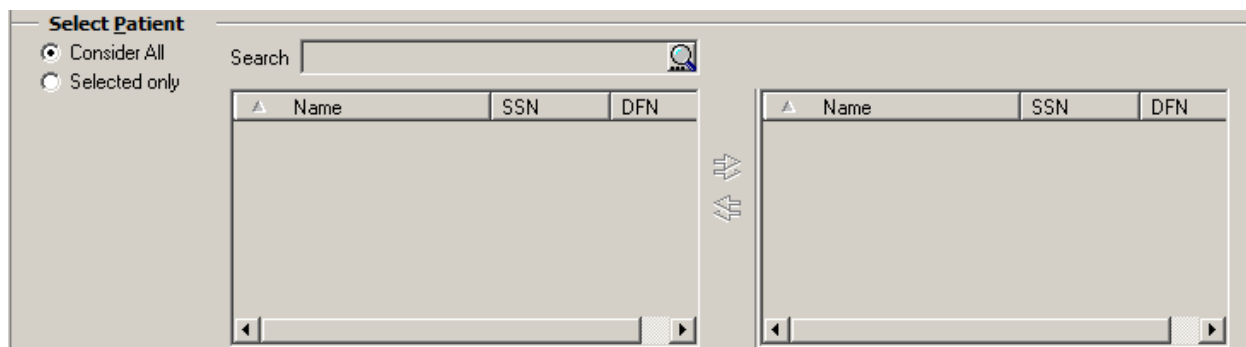 Select Patient
Consider All
Selected only
Search
Name SSN DFN
Name SSN DFN